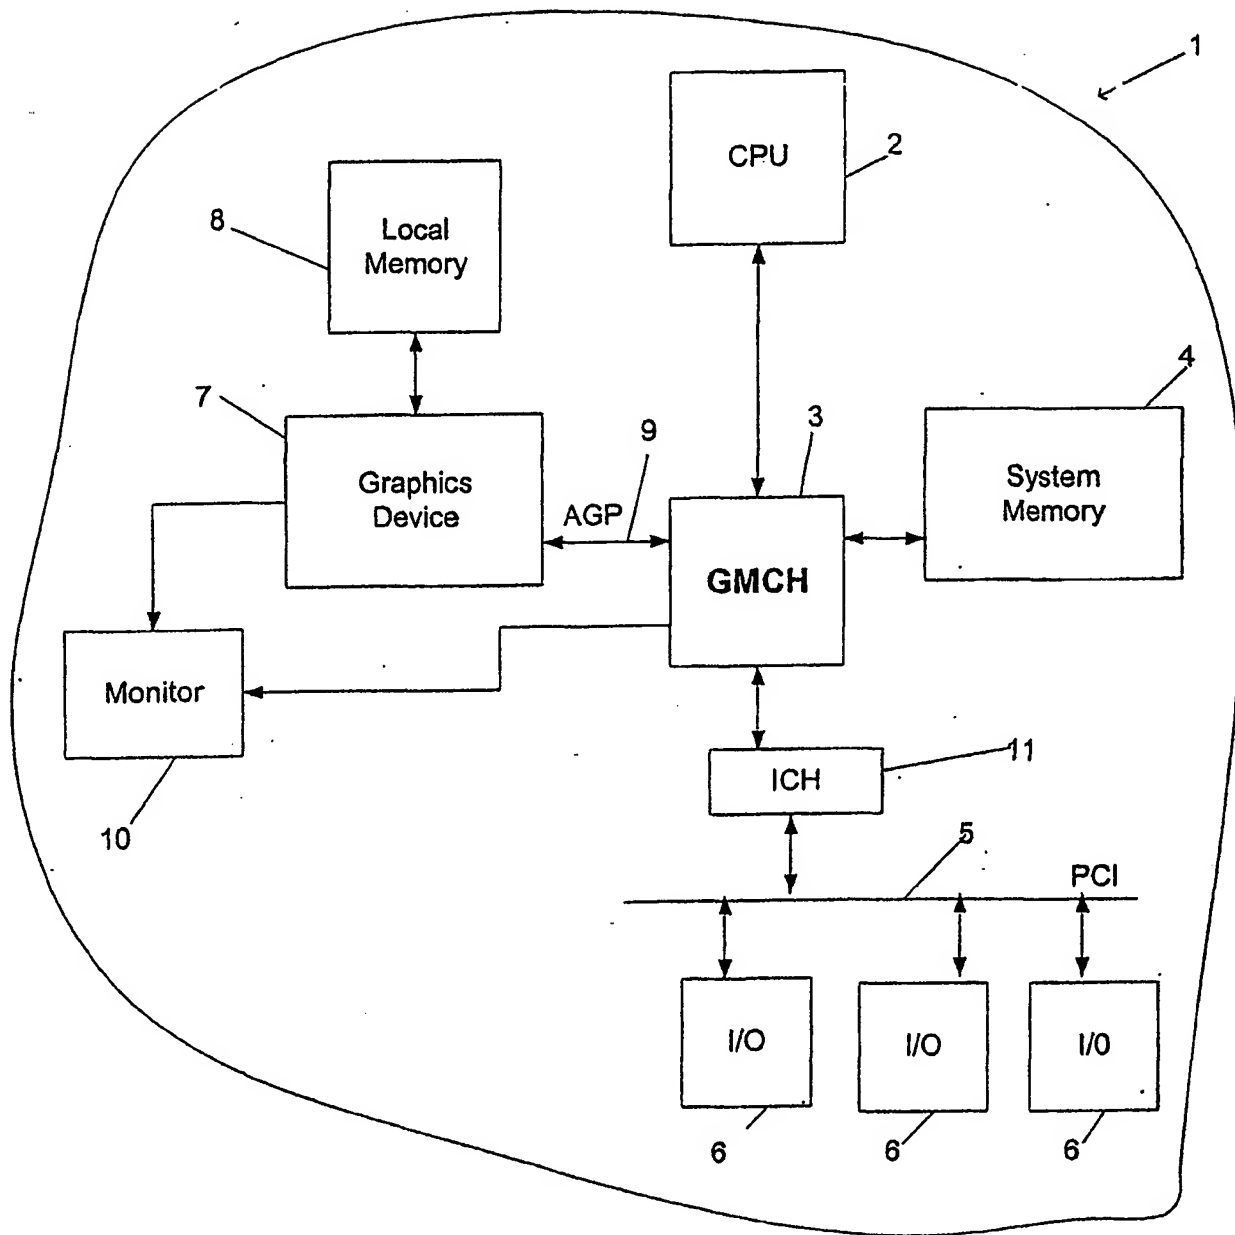 1
CPU
2
8
Local
Memory
4
7
9
3
Graphics
Device
AGP
System
Memory
GMCH
Monitor
10
ICH
11
5
PCI
I/O
I/O
I/0
6
6
6